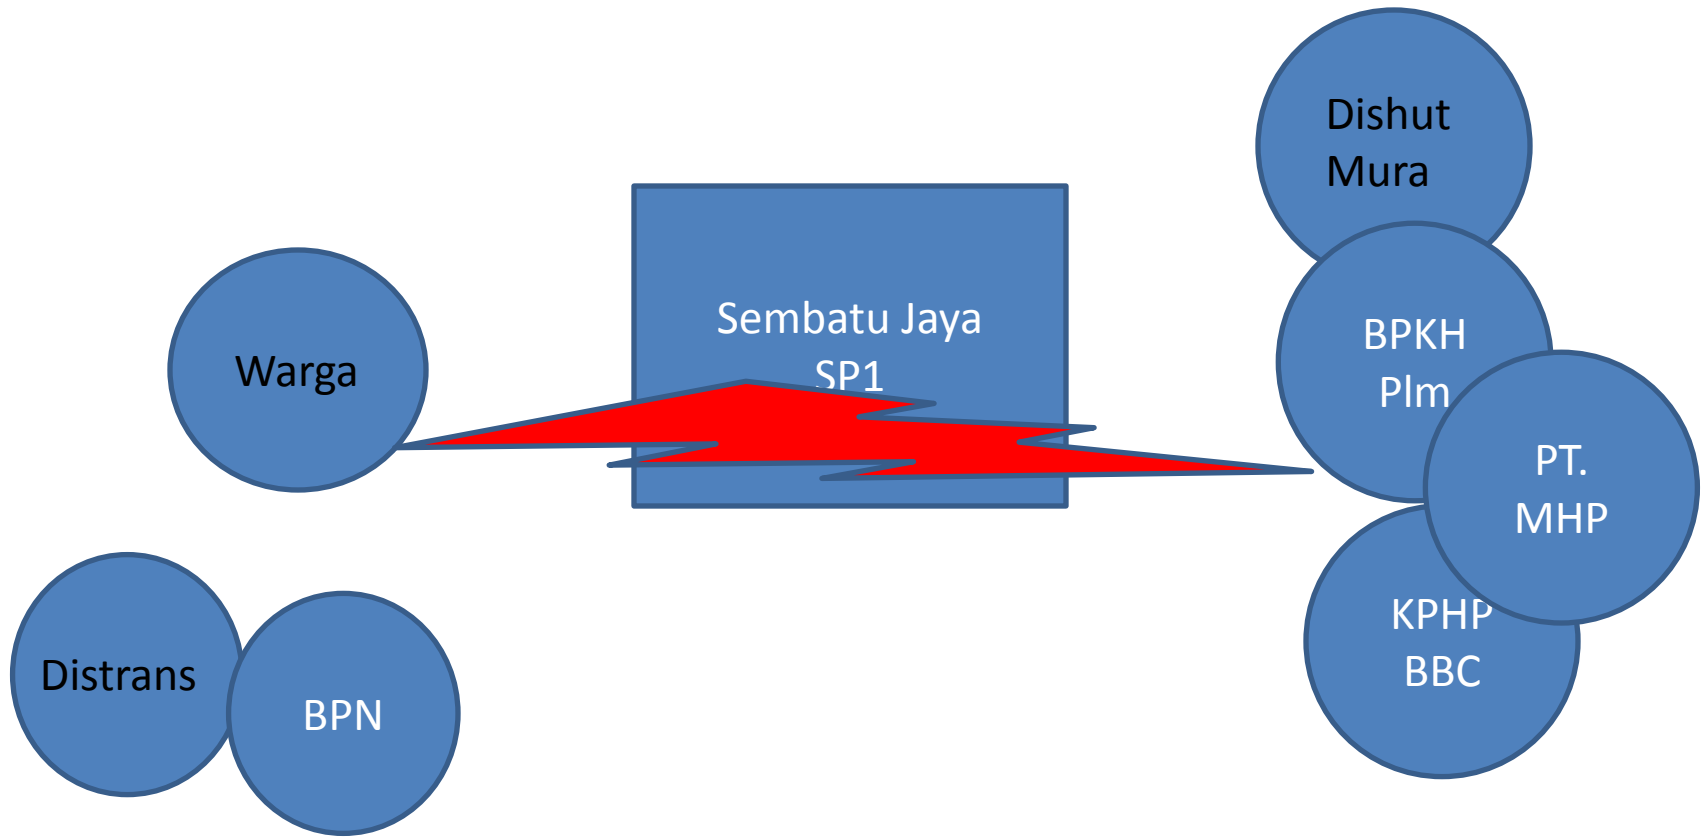 Dishut
Mura
Sembatu Jaya
SP1
Warga
BPKH
Plm
PT.
MHP
KPHP
BBC
Distrans
BPN